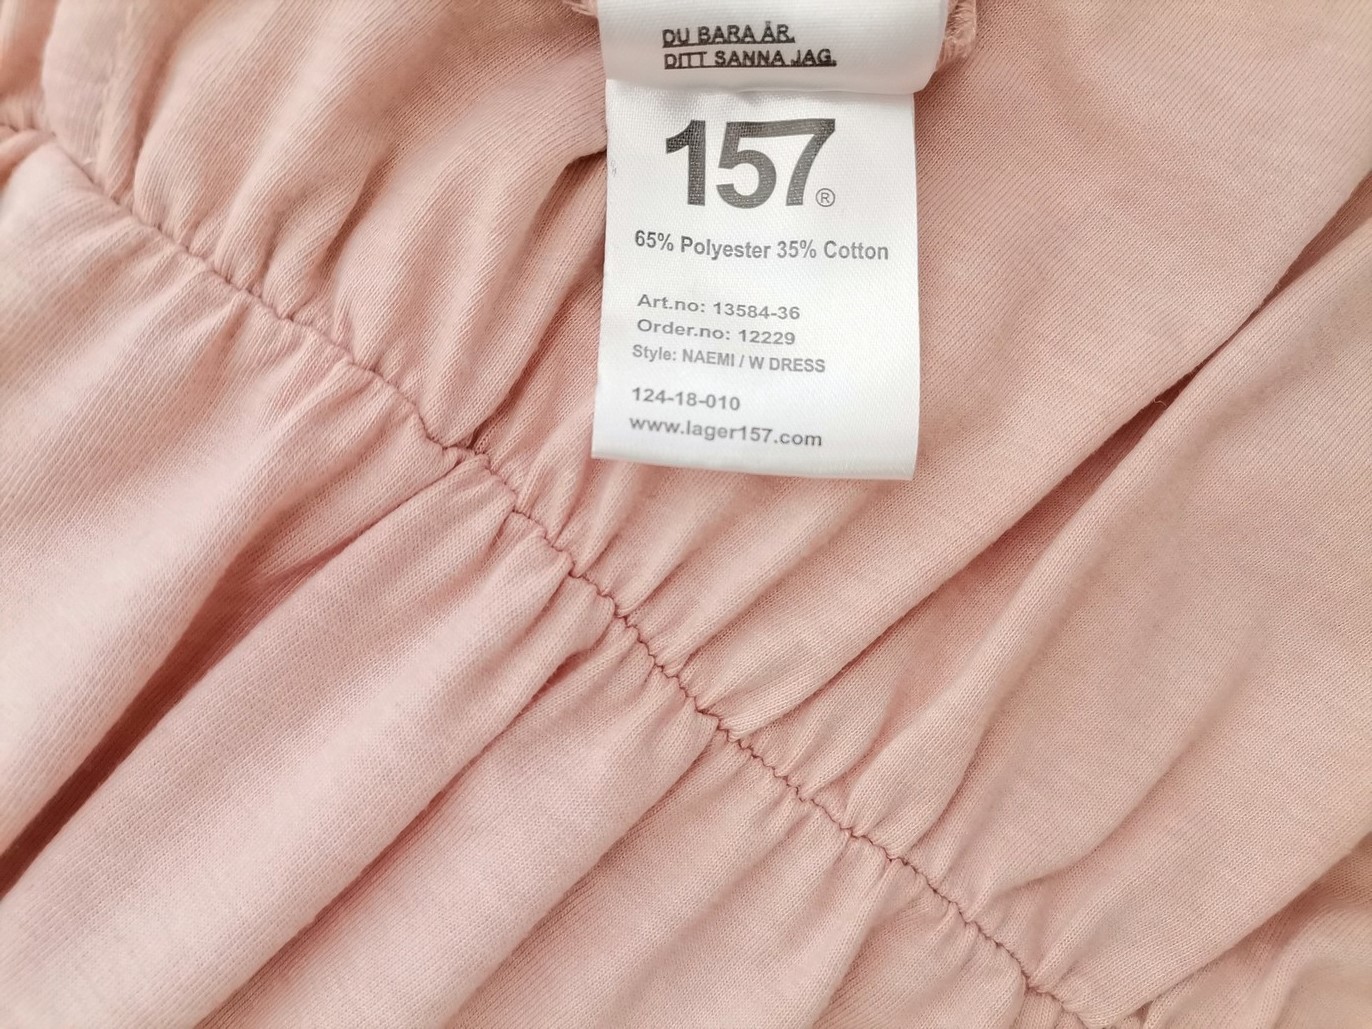 DU BARA ÄR.
DITT SANNA JAG.
157®
65% Polyester 35% Cotton
Art.no: 13584-36
Order.no: 12229
Style: NAEMI / W DRESS
124-18-010
www.lager157.com